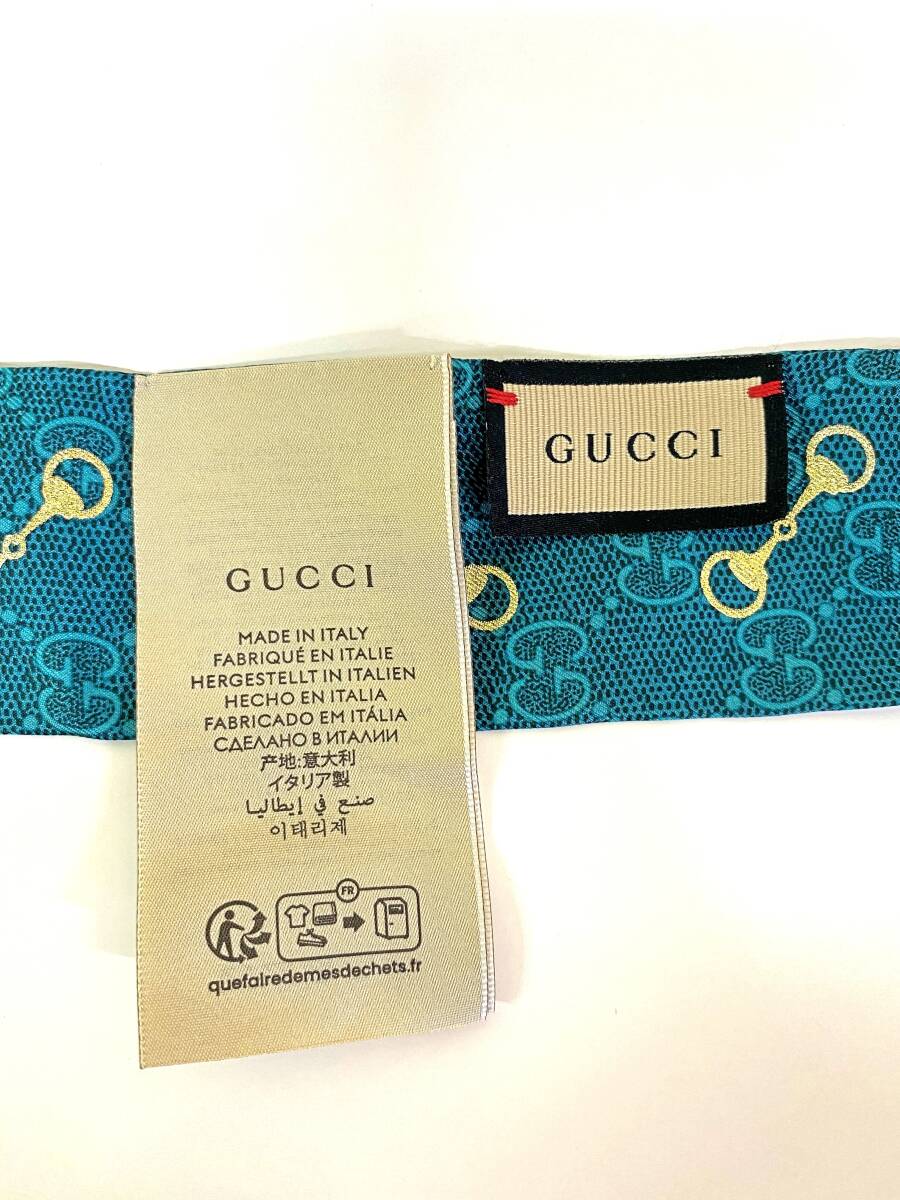 GUCCI
GUCCI
MADE IN ITALY
FABRIQUÉ EN ITALIE
HERGESTELLT IN ITALIEN
HECHO EN ITALIA
FABRICADO EM ITÁLIA
СДЕЛАНО В ИТАЛИИ
产地:意大利
イタリア製
صنع في إيطاليا
이태리제
FR
quefairedemesdechets.fr